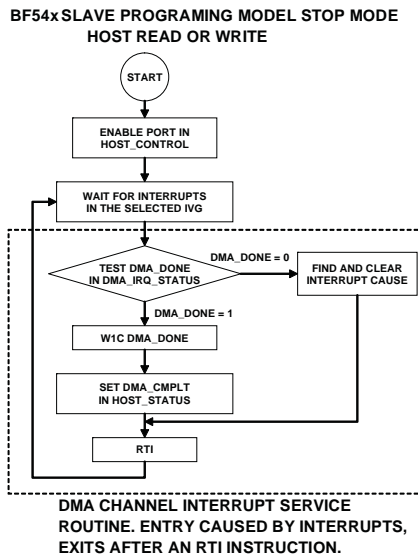 BF54x SLAVE PROGRAMING MODEL STOP MODE
HOST READ OR WRITE
START
ENABLE PORT IN
HOST_CONTROL
WAIT FOR INTERRUPTS
IN THE SELECTED IVG
TEST DMA_DONE
IN DMA_IRQ_STATUS
DMA_DONE = 0
FIND AND CLEAR
INTERRUPT CAUSE
DMA_DONE = 1
W1C DMA_DONE
SET DMA_CMPLT
IN HOST_STATUS
RTI
DMA CHANNEL INTERRUPT SERVICE
ROUTINE. ENTRY CAUSED BY INTERRUPTS,
EXITS AFTER AN RTI INSTRUCTION.